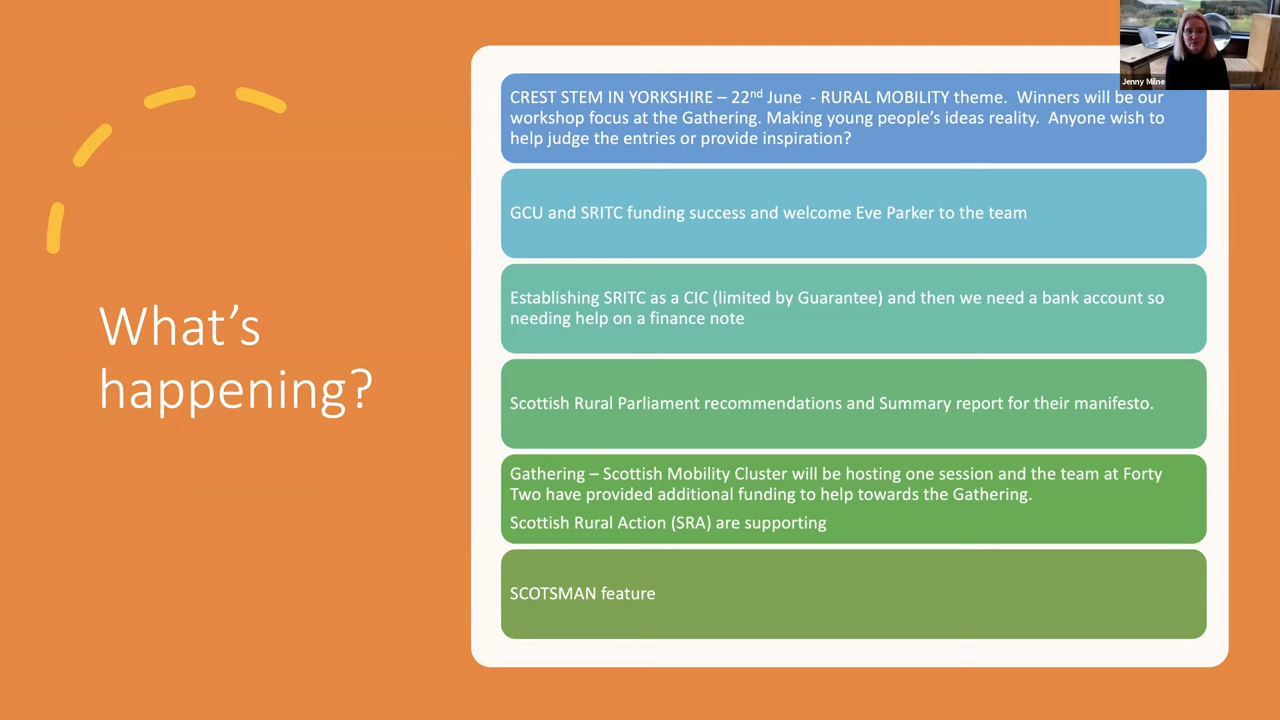 What's
happening?
CREST STEM IN YORKSHIRE – 22nd June - RURAL MOBILITY theme. Winners will be our
workshop focus at the Gathering. Making young people's ideas reality. Anyone wish to
help judge the entries or provide inspiration?
GCU and SRITC funding success and welcome Eve Parker to the team
Establishing SRITC as a CIC (limited by Guarantee) and then we need a bank account so
needing help on a finance note
Scottish Rural Parliament recommendations and Summary report for their manifesto.
Gathering – Scottish Mobility Cluster will be hosting one session and the team at Forty
Two have provided additional funding to help towards the Gathering.
Scottish Rural Action (SRA) are supporting
SCOTSMAN feature
Jenny Milne